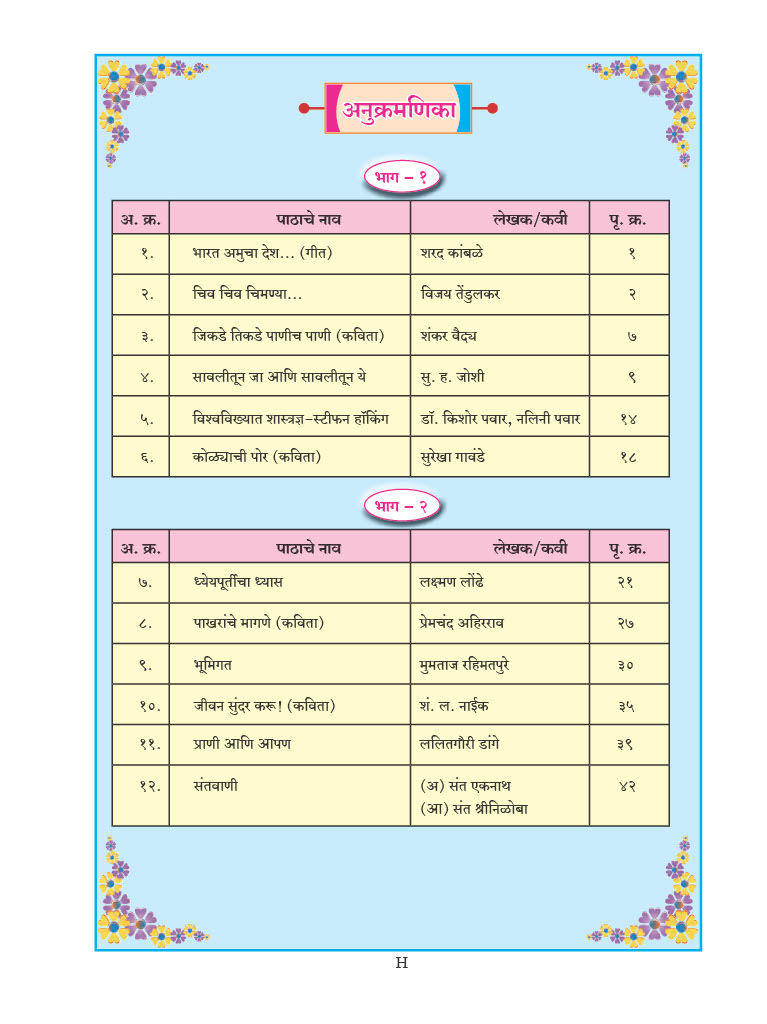 अनुक्रमणिका
भाग – १
अ. क्र. पाठाचे नाव लेखक/कवी पृ. क्र.
१. भारत अमुचा देश... (गीत) शरद कांबळे १
२. चिव चिव चिमण्या... विजय तेंडुलकर २
३. जिकडे तिकडे पाणीच पाणी (कविता) शंकर वैद्य ७
४. सावलीतून जा आणि सावलीतून ये सु. ह. जोशी ९
५. विश्वविख्यात शास्त्रज्ञ–स्टीफन हॉकिंग डॉ. किशोर पवार, नलिनी पवार १४
६. कोळ्याची पोर (कविता) सुरेखा गावंडे १८
भाग – २
अ. क्र. पाठाचे नाव लेखक/कवी पृ. क्र.
७. ध्येयपूर्तीचा ध्यास लक्ष्मण लोंढे २१
८. पाखरांचे मागणे (कविता) प्रेमचंद अहिरराव २७
९. भूमिगत मुमताज रहिमतपुरे ३०
१०. जीवन सुंदर करू! (कविता) शं. ल. नाईक ३५
११. प्राणी आणि आपण ललितगौरी डांगे ३९
१२. संतवाणी (अ) संत एकनाथ ४२
(आ) संत श्रीनिळोबा
H